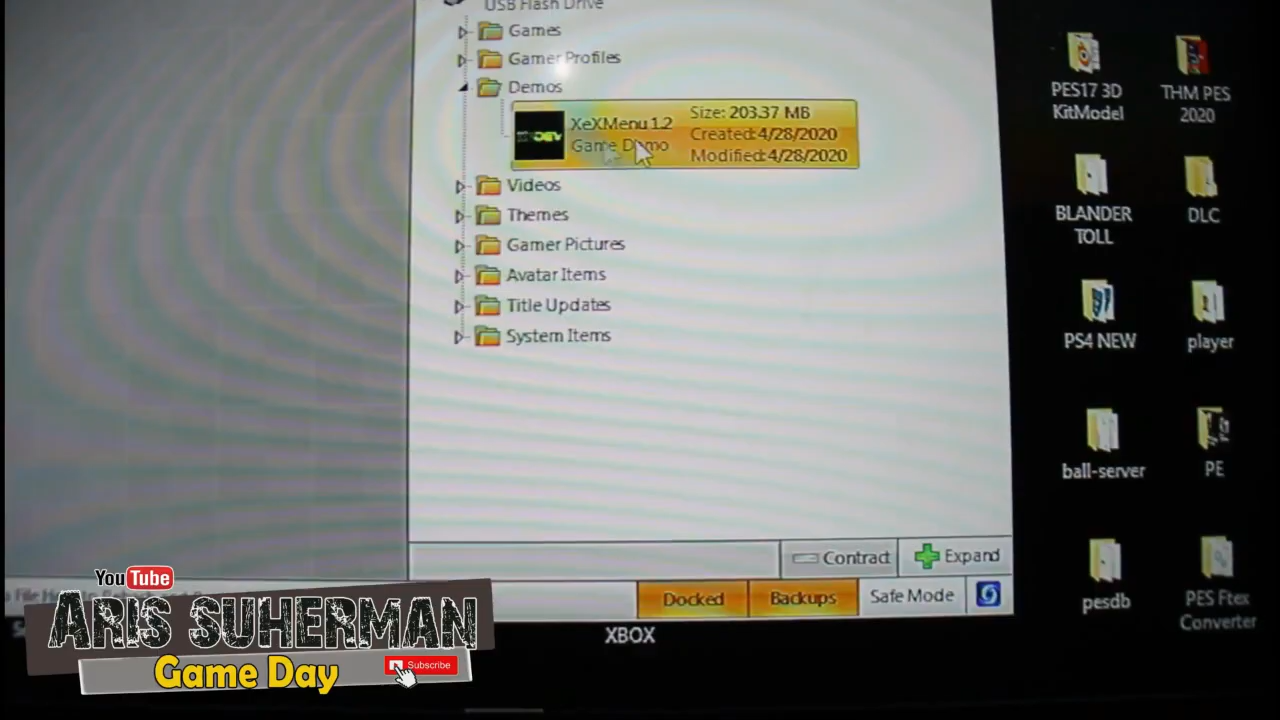 USB Flash Drive
Games
Gamer Profiles
Demos
XeXMenu 1.2
Game Demo
Size: 203.37 MB
Created:4/28/2020
Modified:4/28/2020
Videos
Themes
Gamer Pictures
Avatar Items
Title Updates
System Items
Contract
Expand
Docked
Backups
Safe Mode
XBOX
PES17 3D
KitModel
THM PES
2020
BLANDER
TOLL
DLC
PS4 NEW
player
ball-server
PE
pesdb
PES Ftex
Converter
YouTube
ARIS SUHERMAN
Game Day
Subscribe